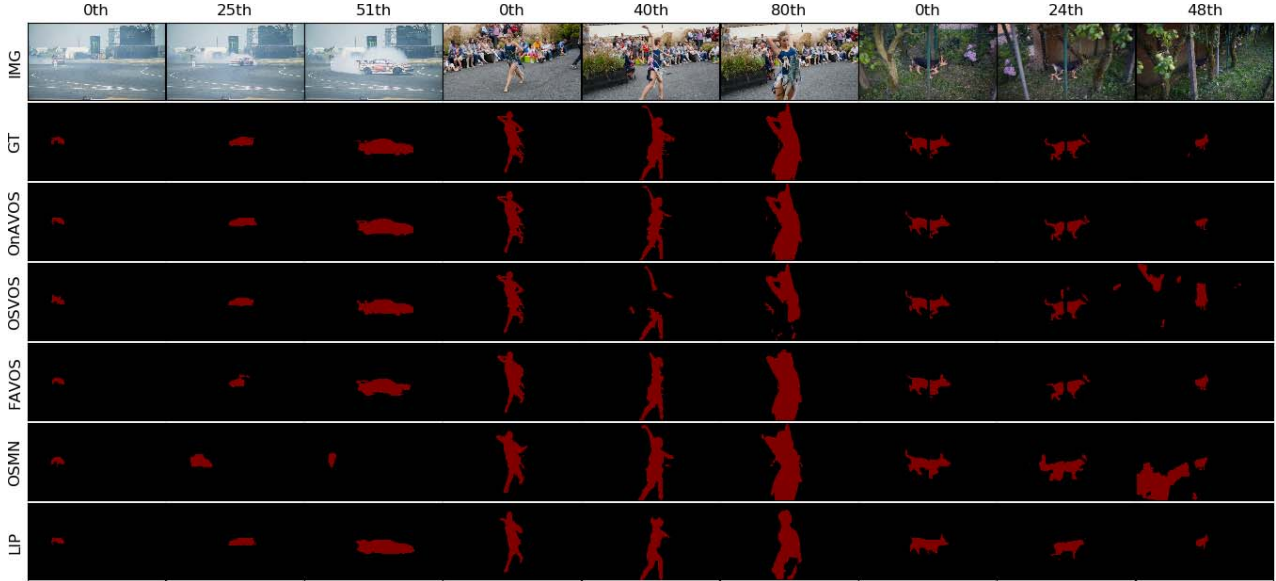 0th 25th 51th 0th 40th 80th 0th 24th 48th
IMG
GT
OnAVOS
OSVOS
FAVOS
OSMN
LIP